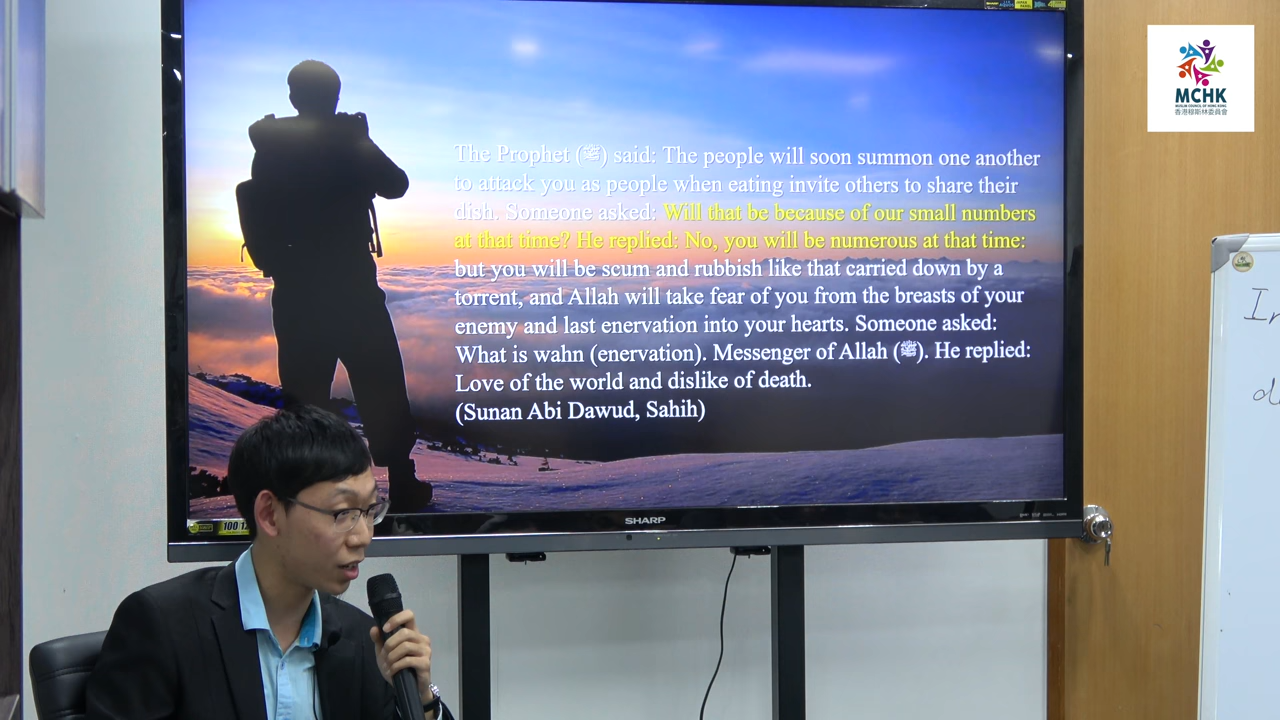 MCHK
MUSLIM COUNCIL OF HONG KONG
香港穆斯林委員會
The Prophet (ﷺ) said: The people will soon summon one another
to attack you as people when eating invite others to share their
dish. Someone asked: Will that be because of our small numbers
at that time? He replied: No, you will be numerous at that time:
but you will be scum and rubbish like that carried down by a
torrent, and Allah will take fear of you from the breasts of your
enemy and last enervation into your hearts. Someone asked:
What is wahn (enervation). Messenger of Allah (ﷺ). He replied:
Love of the world and dislike of death.
(Sunan Abi Dawud, Sahih)
SHARP